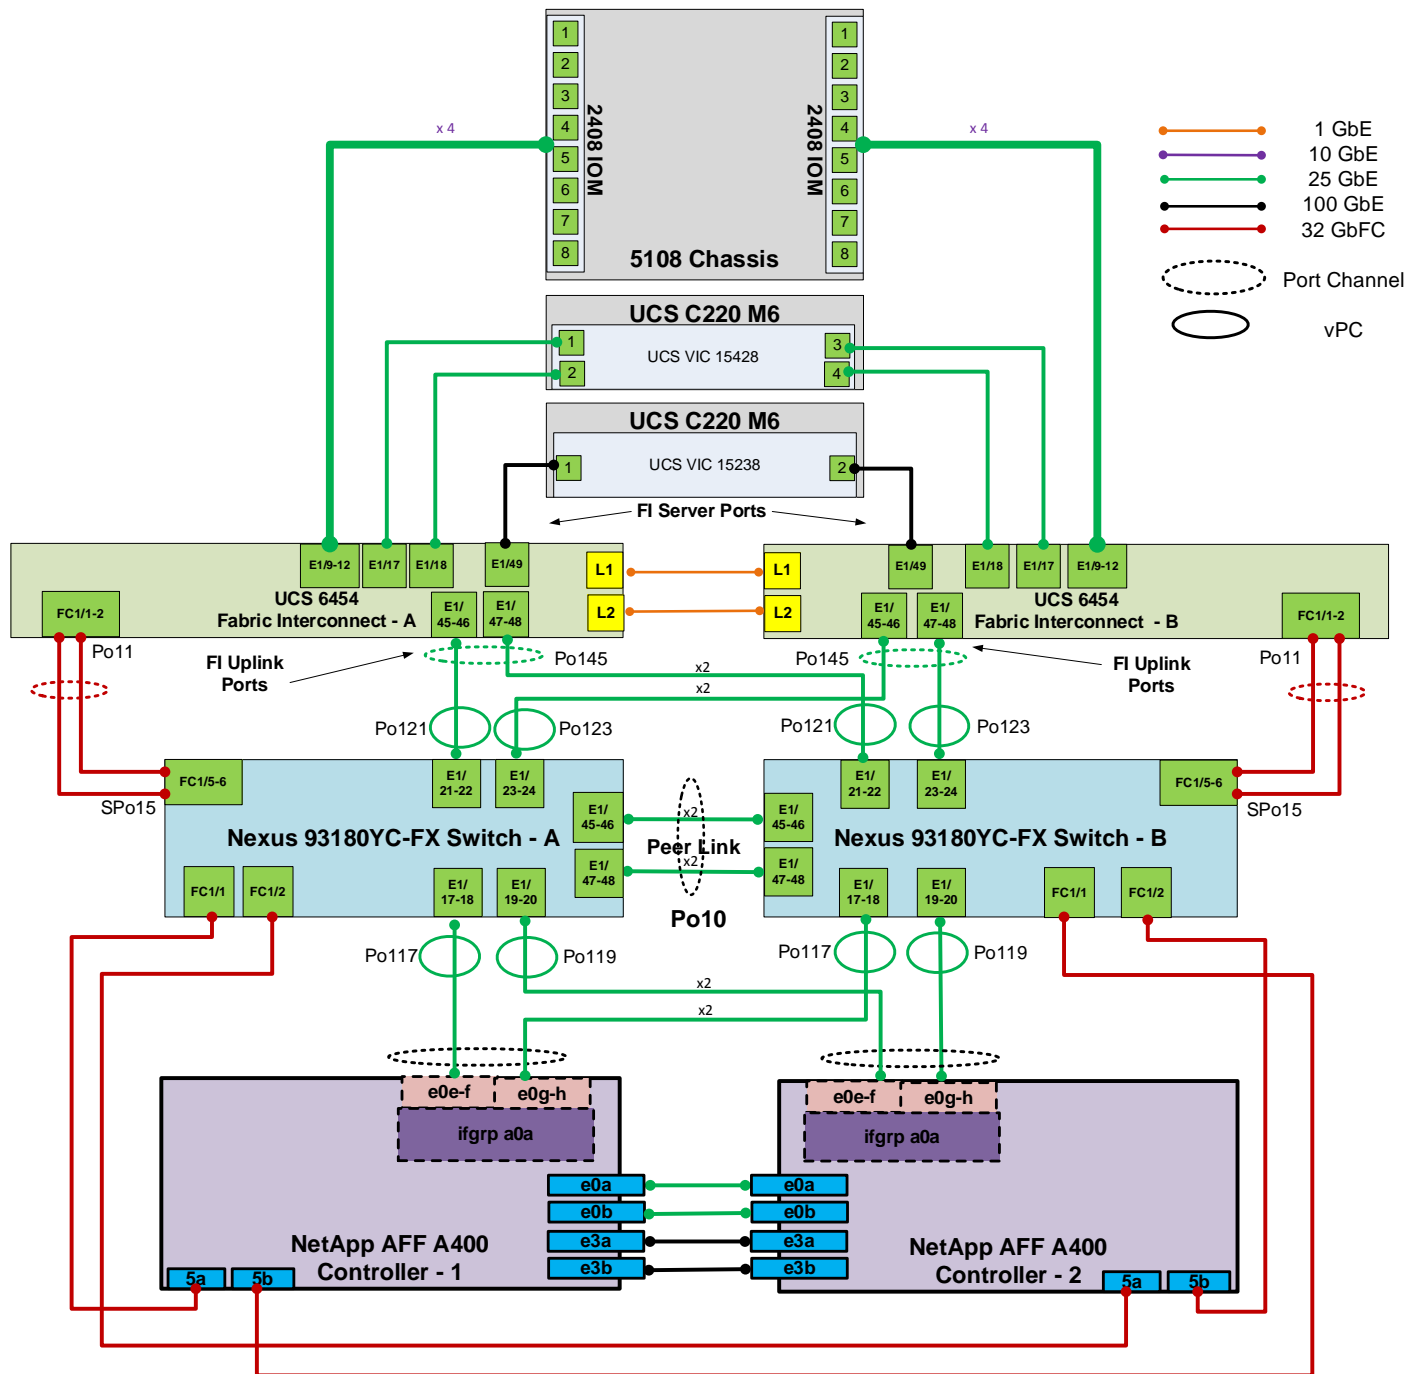 1
2
3
4
5
6
7
8
2408 IOM
1
2
3
4
5
6
7
8
2408 IOM
5108 Chassis
x 4
x 4
1 GbE
10 GbE
25 GbE
100 GbE
32 GbFC
Port Channel
vPC
UCS C220 M6
UCS VIC 15428
1
2
3
4
UCS C220 M6
UCS VIC 15238
1
2
FI Server Ports
E1/9-12
E1/17
E1/18
E1/49
L1
L2
UCS 6454
Fabric Interconnect - A
FC1/1-2
E1/
45-46
E1/
47-48
L1
L2
E1/49
E1/18
E1/17
E1/9-12
E1/
45-46
E1/
47-48
UCS 6454
Fabric Interconnect - B
FC1/1-2
Po11
FI Uplink
Ports
Po145
x2
x2
Po145
FI Uplink
Ports
Po11
Po121
Po123
Po121
Po123
FC1/5-6
SPo15
E1/
21-22
E1/
23-24
E1/
45-46
E1/
47-48
Nexus 93180YC-FX Switch - A
FC1/1
FC1/2
E1/
17-18
E1/
19-20
x2
Peer Link
x2
Po10
E1/
21-22
E1/
23-24
FC1/5-6
SPo15
E1/
45-46
E1/
47-48
Nexus 93180YC-FX Switch - B
E1/
17-18
E1/
19-20
FC1/1
FC1/2
Po117
Po119
Po117
Po119
x2
x2
e0e-f
e0g-h
ifgrp a0a
e0a
e0b
e3a
e3b
NetApp AFF A400
Controller - 1
5a
5b
e0e-f
e0g-h
ifgrp a0a
e0a
e0b
e3a
e3b
NetApp AFF A400
Controller - 2
5a
5b